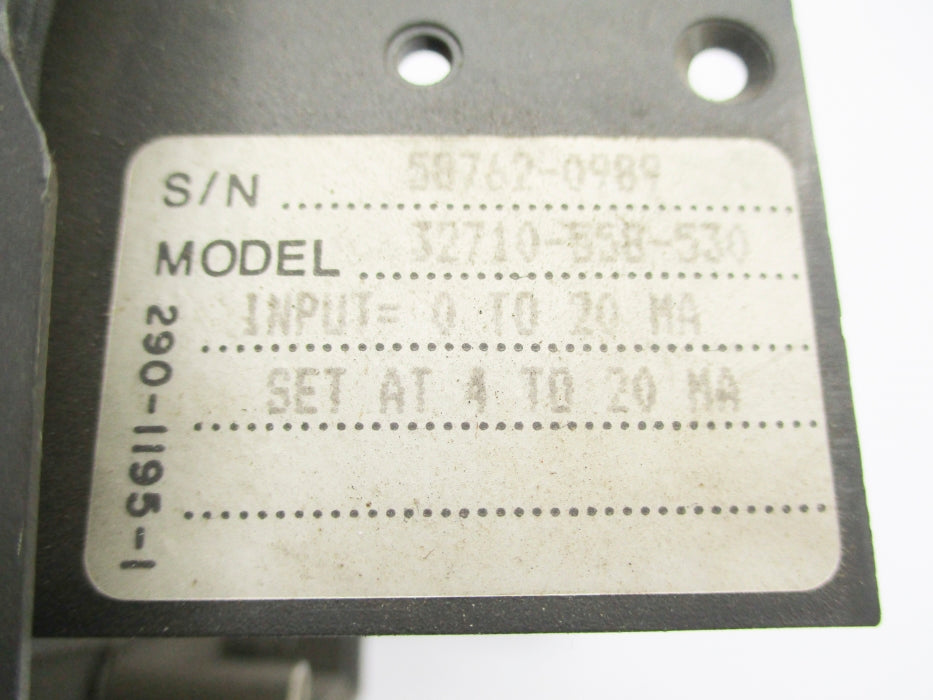 S/N 58762-0989
MODEL 32710-B5B-530
INPUT= 0 TO 20 MA
SET AT 4 TO 20 MA
290-1195-1